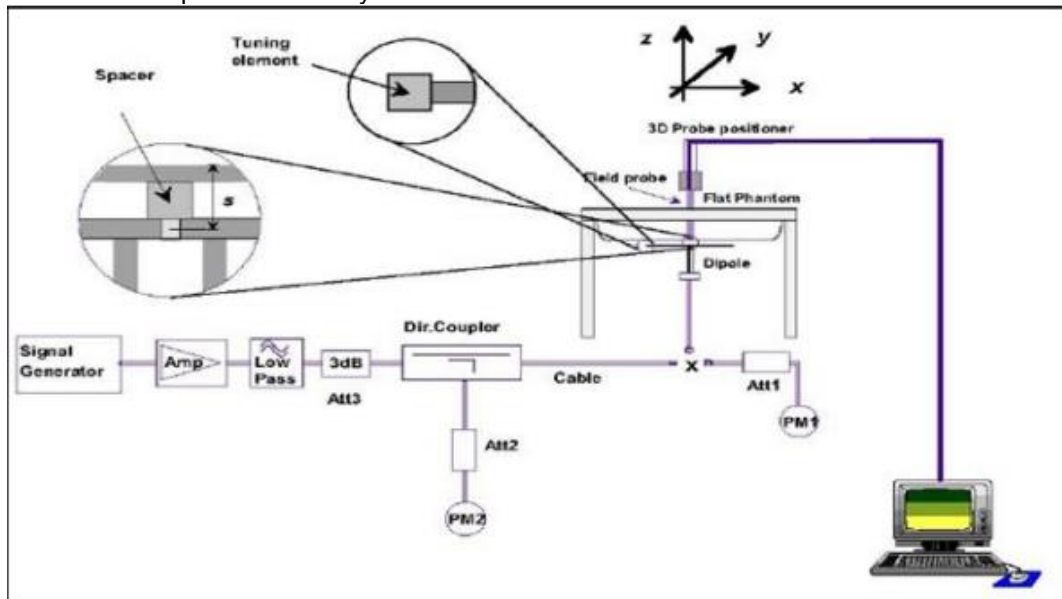 Tuning
element
Spacer
s
z
y
x
3D Probe positioner
Field probe
Flat Phantom
Dipole
Dir.Coupler
Signal
Generator
Amp
Low
Pass
3dB
Att3
Cable
x
Att1
PM1
Att2
PM2